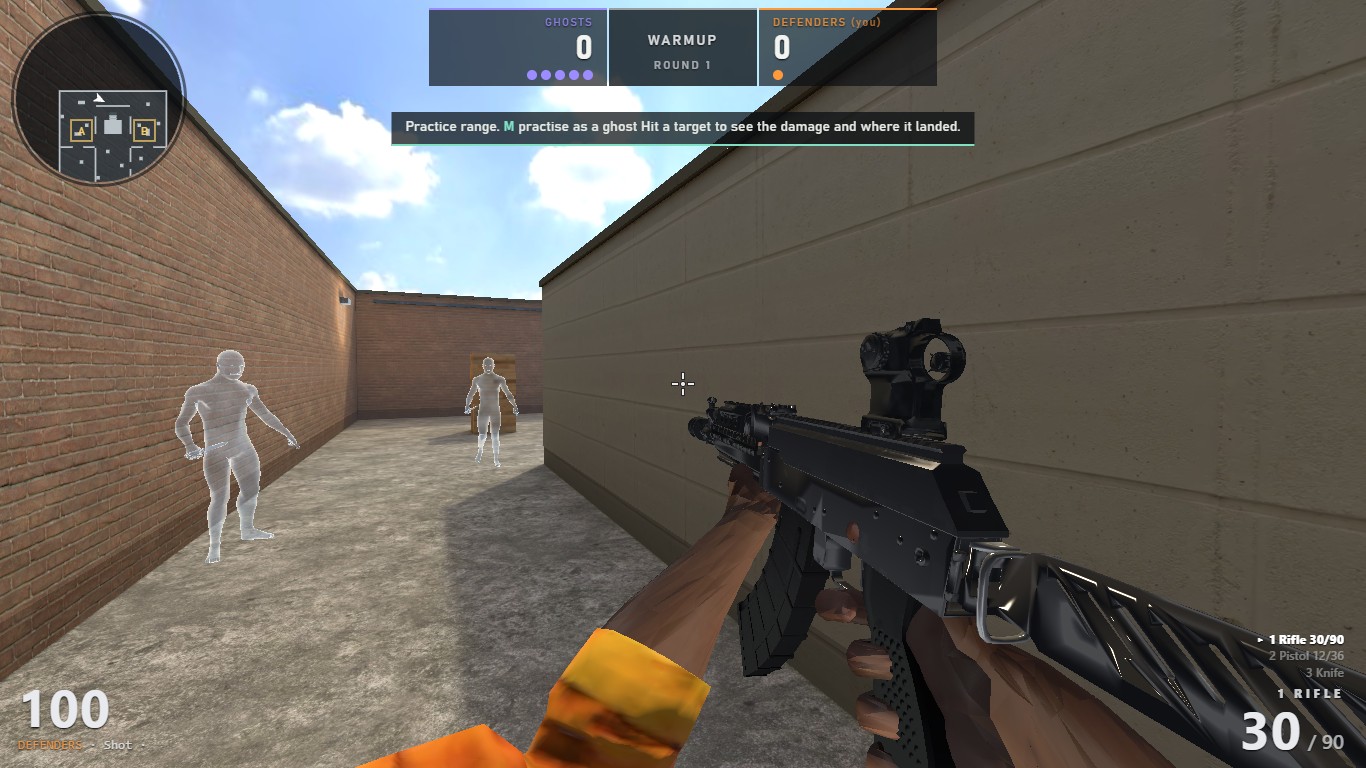 GHOSTS
0
WARMUP
ROUND 1
DEFENDERS (you)
0
Practice range. M practise as a ghost Hit a target to see the damage and where it landed.
A
B
▸ 1 Rifle 30/90
2 Pistol 12/36
3 Knife
1 RIFLE
30 / 90
100
DEFENDERS · Shot ·